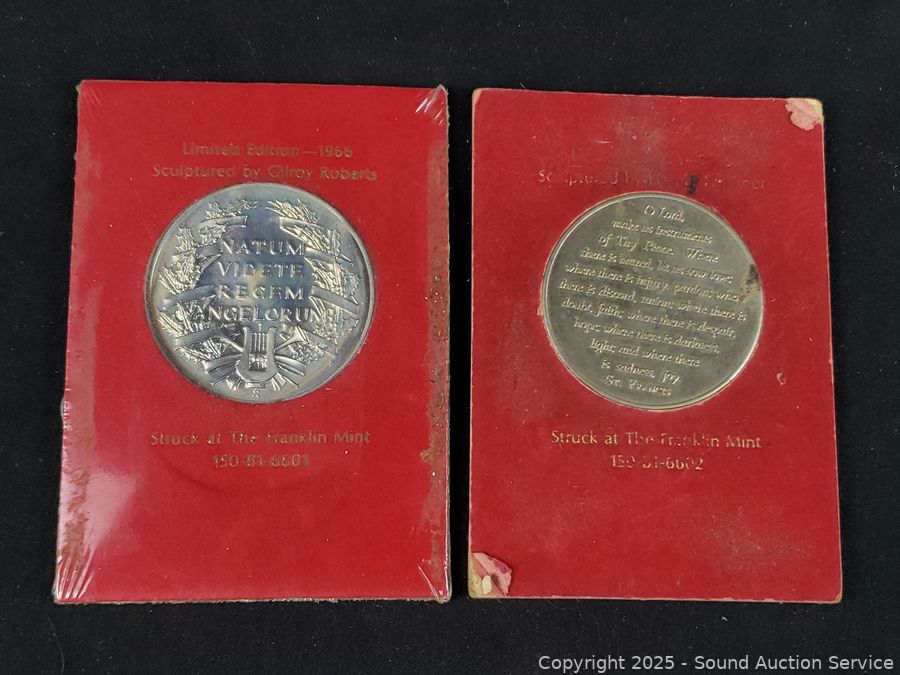 Limited Edition—1966
Sculptured by Gilroy Roberts
NATUM
VIDETE
REGEM
ANGELORUM
Struck at The Franklin Mint
150-BT-6601
Sculptured
O Lord,
make us instruments
of Thy Peace. Where
there is hatred, let us sow love;
where there is injury, pardon; where
there is discord, union; where there is
doubt, faith; where there is despair,
hope; where there is darkness,
light; and where there
is sadness, joy.
St. Francis
Struck at The Franklin Mint
150-BT-6602
Copyright © 2025 - Sound Auction Service